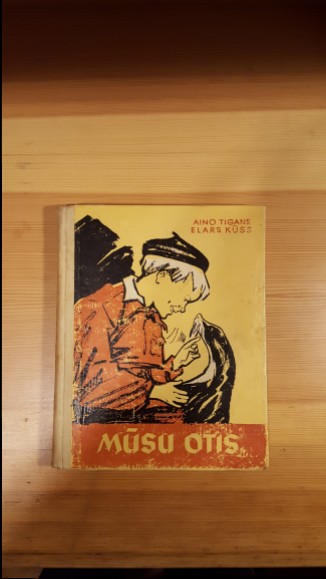 AINO TIGANE
ELARS KÜSS
MŪSU OTIS